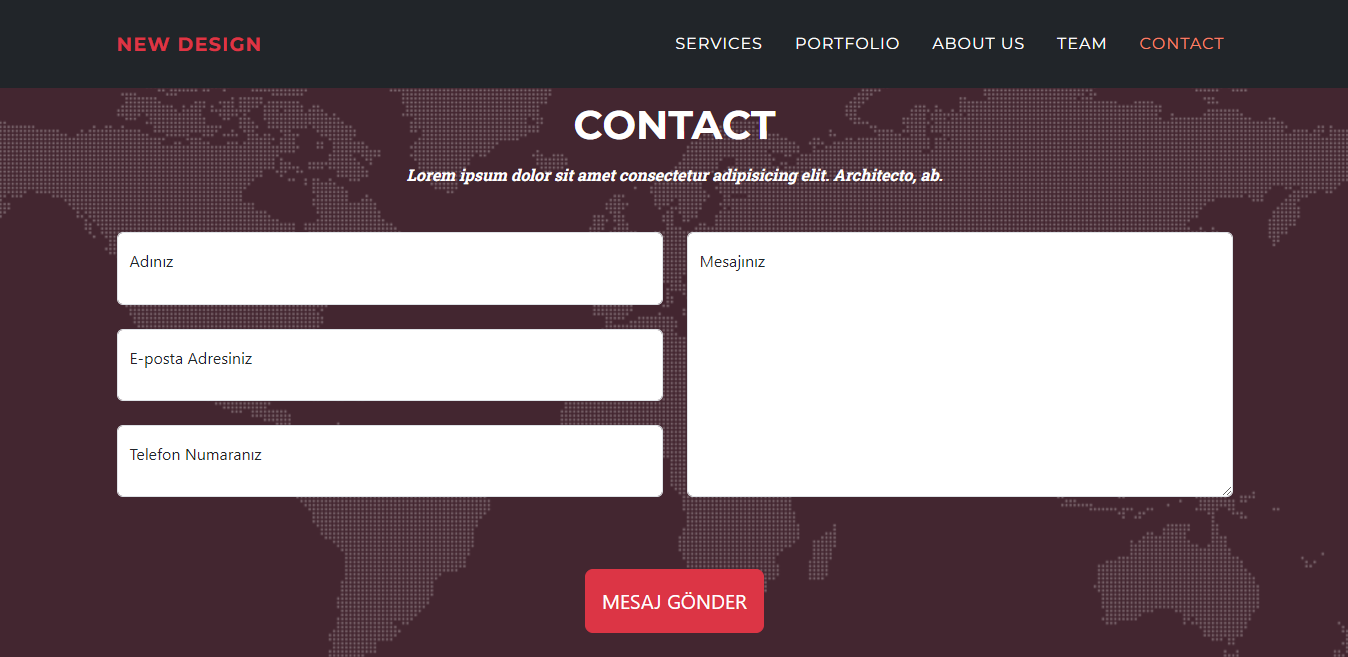 NEW DESIGN
SERVICES PORTFOLIO ABOUT US TEAM CONTACT
CONTACT
Lorem ipsum dolor sit amet consectetur adipisicing elit. Architecto, ab.
Adınız
E-posta Adresiniz
Telefon Numaranız
Mesajınız
MESAJ GÖNDER